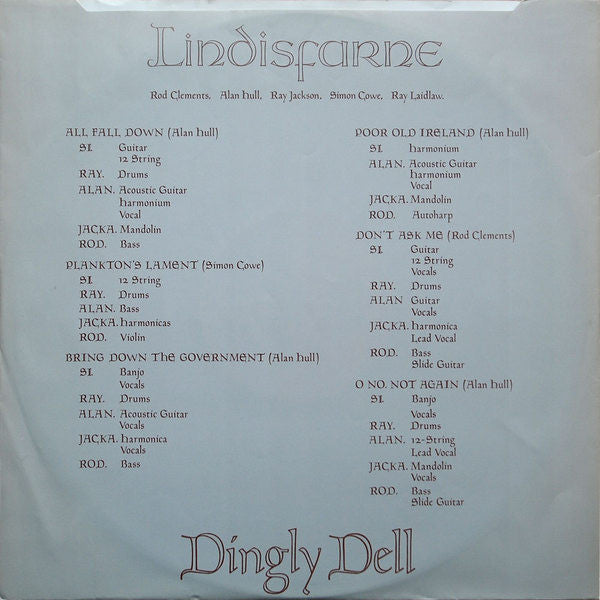 Lindisfarne
Rod Clements, Alan Hull, Ray Jackson, Simon Cowe, Ray Laidlaw.
ALL FALL DOWN (Alan Hull)
SI. Guitar
12 String
RAY. Drums
ALAN. Acoustic Guitar
harmonium
Vocal
JACKA. Mandolin
ROD. Bass
PLANKTON'S LAMENT (Simon Cowe)
SI. 12 String
RAY. Drums
ALAN. Bass
JACKA. harmonicas
ROD. Violin
BRING DOWN THE GOVERNMENT (Alan Hull)
SI. Banjo
Vocals
RAY. Drums
ALAN. Acoustic Guitar
Vocals
JACKA. harmonica
Vocals
ROD. Bass
POOR OLD IRELAND (Alan Hull)
SI. harmonium
ALAN. Acoustic Guitar
harmonium
Vocal
JACKA. Mandolin
ROD. Autoharp
DON'T ASK ME (Rod Clements)
SI. Guitar
12 String
Vocals
RAY. Drums
ALAN Guitar
Vocals
JACKA. harmonica
Lead Vocal
ROD. Bass
Slide Guitar
O NO, NOT AGAIN (Alan Hull)
SI. Banjo
Vocals
RAY. Drums
ALAN. 12-String
Lead Vocal
JACKA. Mandolin
Vocals
ROD. Bass
Slide Guitar
Dingly Dell